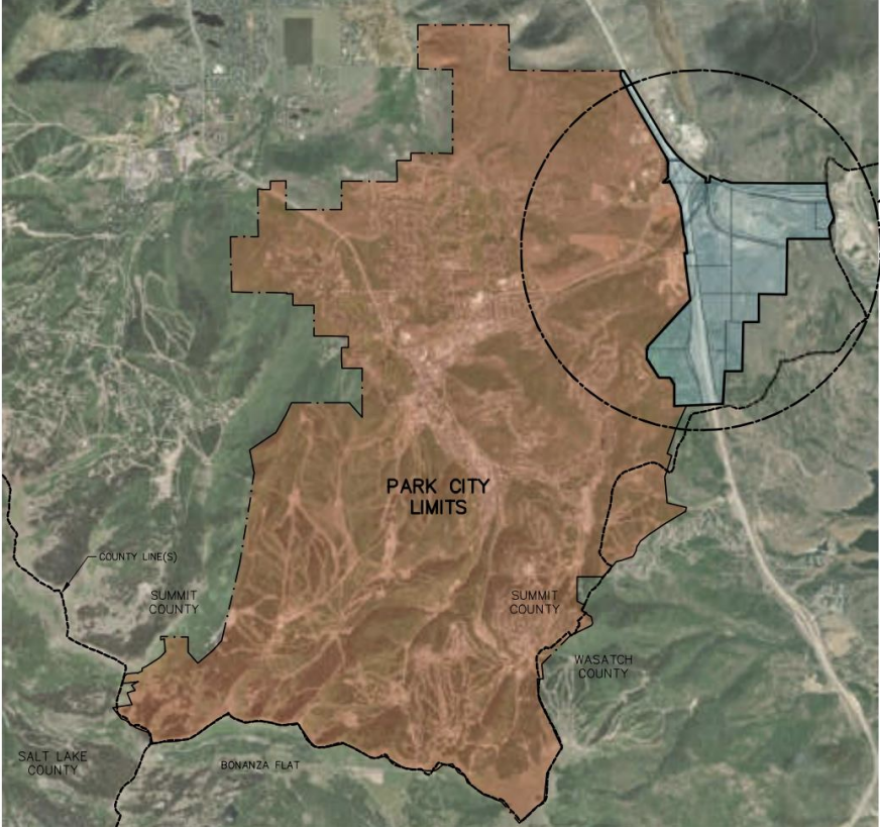 PARK CITY
LIMITS
COUNTY LINE(S)
SUMMIT
COUNTY
SUMMIT
COUNTY
WASATCH
COUNTY
SALT LAKE
COUNTY
BONANZA FLAT